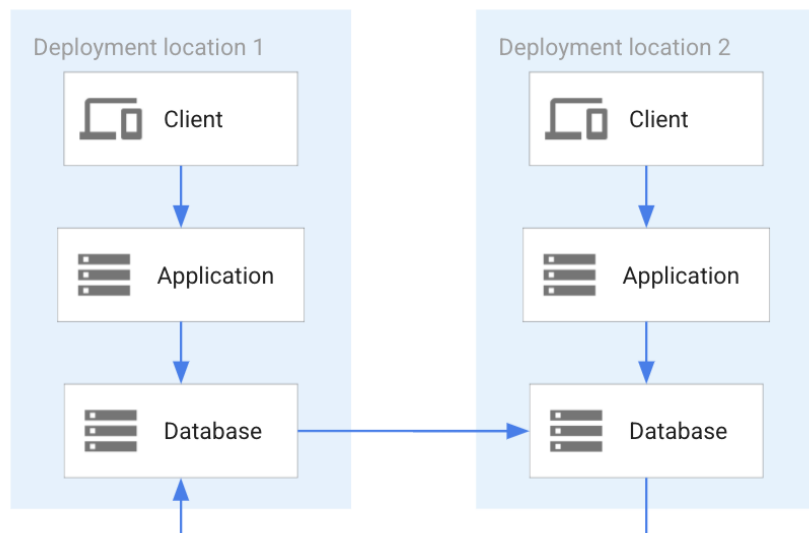 Deployment location 1
Client
Application
Database
Deployment location 2
Client
Application
Database